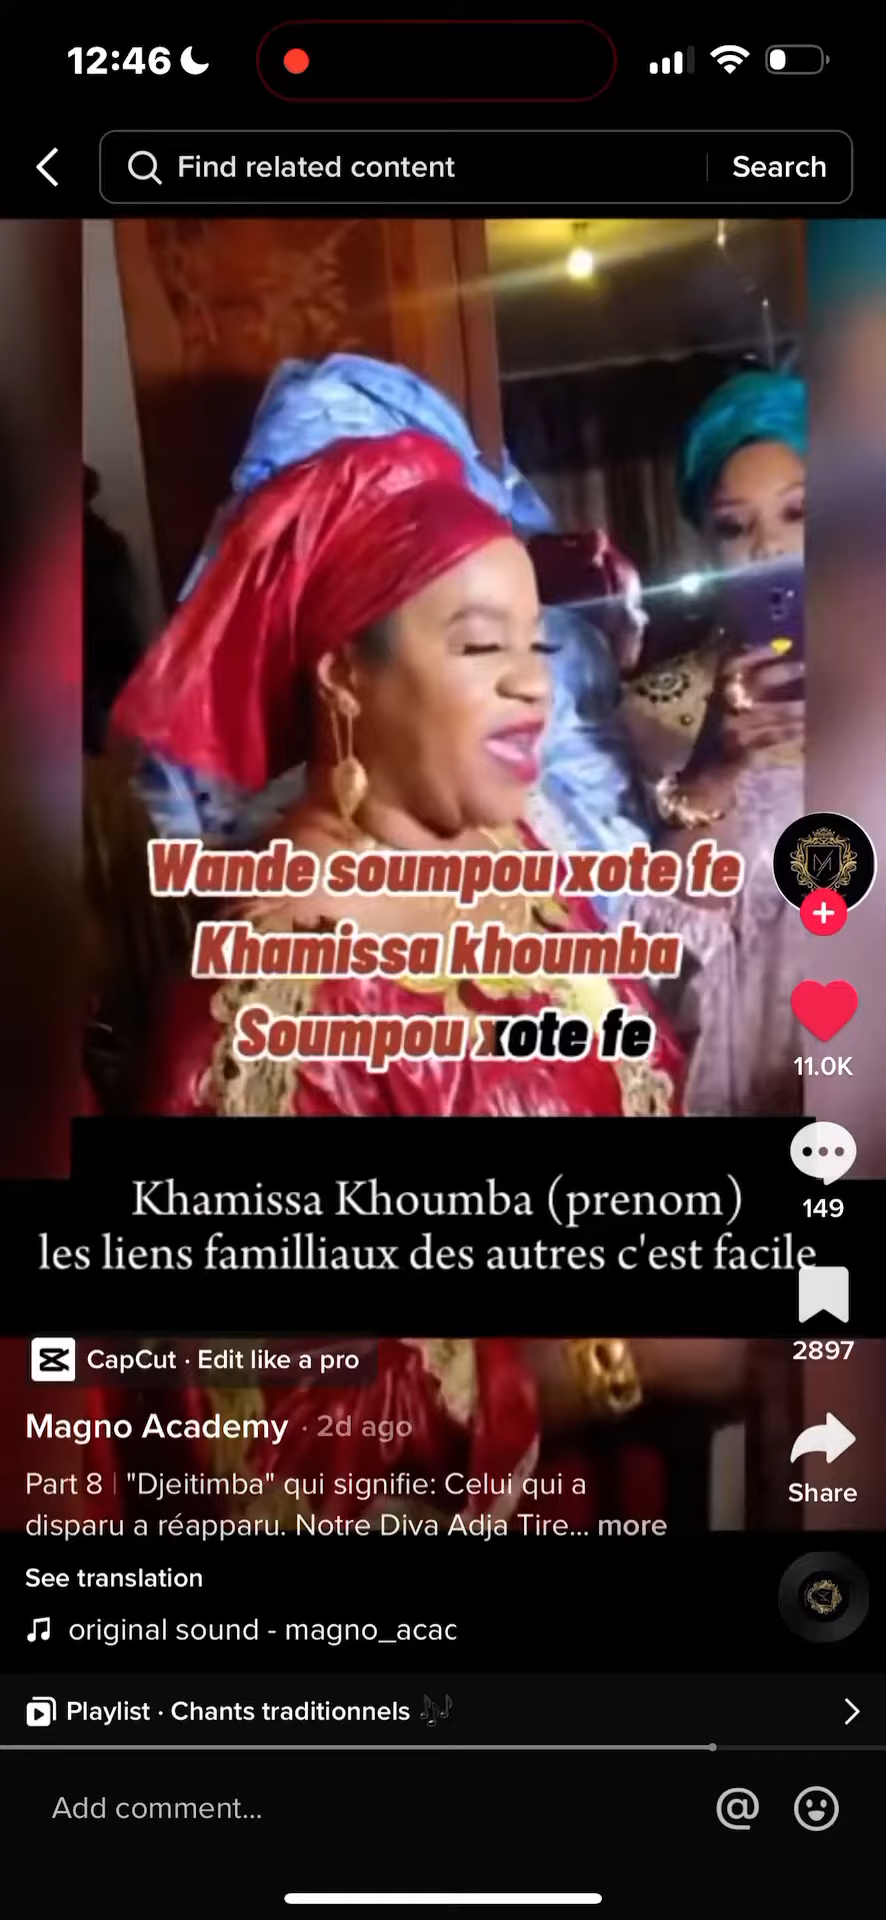 12:46
Find related content
Search
Wande soumpou xote fe
Khamissa khoumba
Soumpou xote fe
11.0K
Khamissa Khoumba (prenom)
les liens familliaux des autres c'est facile
149
CapCut · Edit like a pro
2897
Magno Academy · 2d ago
Part 8 | "Djeitimba" qui signifie: Celui qui a
disparu a réapparu. Notre Diva Adja Tire... more
Share
See translation
original sound - magno_acac
Playlist · Chants traditionnels 🎶
Add comment...
@